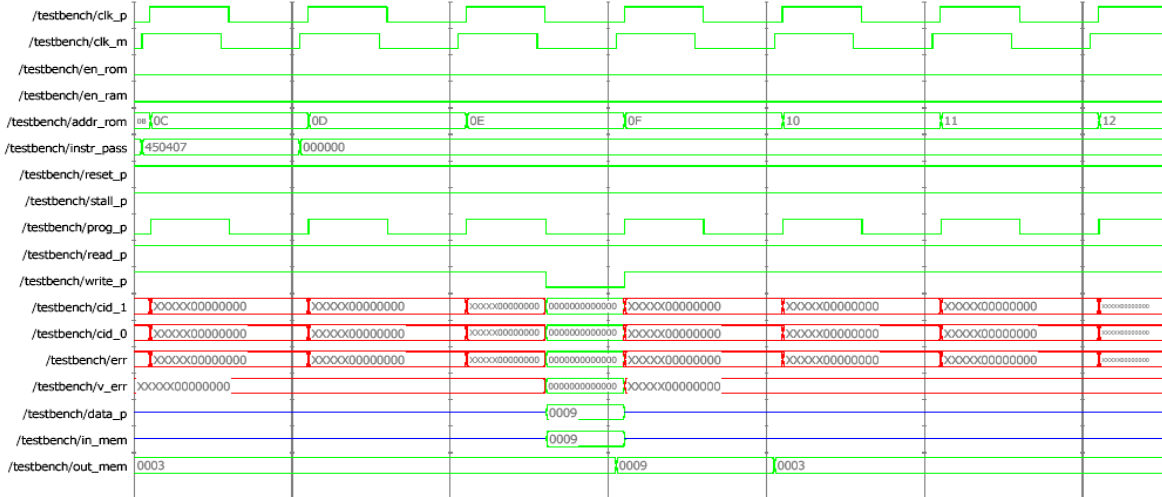 /testbench/clk_p
/testbench/clk_m
/testbench/en_rom
/testbench/en_ram
/testbench/addr_rom 0B 0C 0D 0E 0F 10 11 12
/testbench/instr_pass 450407 000000
/testbench/reset_p
/testbench/stall_p
/testbench/prog_p
/testbench/read_p
/testbench/write_p
/testbench/cid_1 XXXXX00000000 XXXXX00000000 XXXXX00000000 0000000000000 XXXXX00000000 XXXXX00000000 XXXXX00000000 XXXXX00000000
/testbench/cid_0 XXXXX00000000 XXXXX00000000 XXXXX00000000 0000000000000 XXXXX00000000 XXXXX00000000 XXXXX00000000 XXXXX00000000
/testbench/err XXXXX00000000 XXXXX00000000 XXXXX00000000 0000000000000 XXXXX00000000 XXXXX00000000 XXXXX00000000 XXXXX00000000
/testbench/v_err XXXXX00000000 0000000000000 XXXXX00000000
/testbench/data_p 0009
/testbench/in_mem 0009
/testbench/out_mem 0003 0009 0003